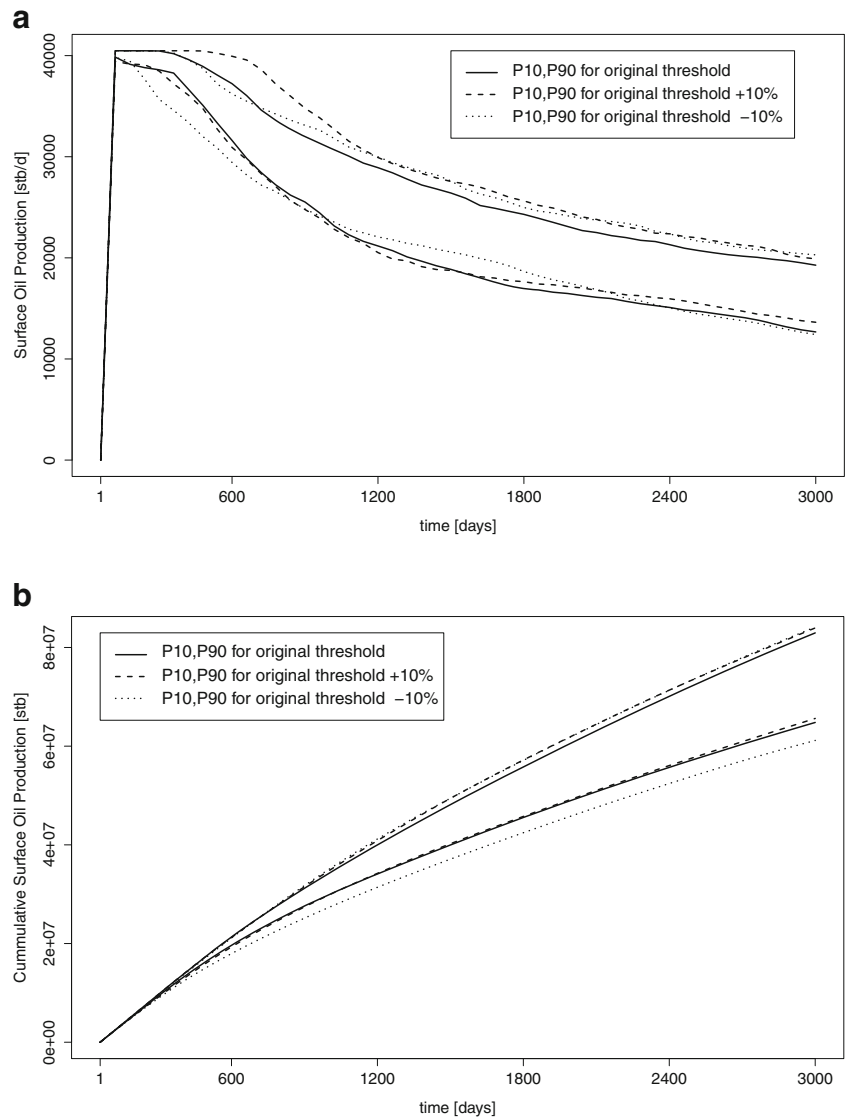 a
40000
30000
20000
10000
0
Surface Oil Production [stb/d]
P10,P90 for original threshold
P10,P90 for original threshold +10%
P10,P90 for original threshold −10%
1 600 1200 1800 2400 3000
time [days]
b
8e+07
6e+07
4e+07
2e+07
0e+00
Cummulative Surface Oil Production [stb]
P10,P90 for original threshold
P10,P90 for original threshold +10%
P10,P90 for original threshold −10%
1 600 1200 1800 2400 3000
time [days]